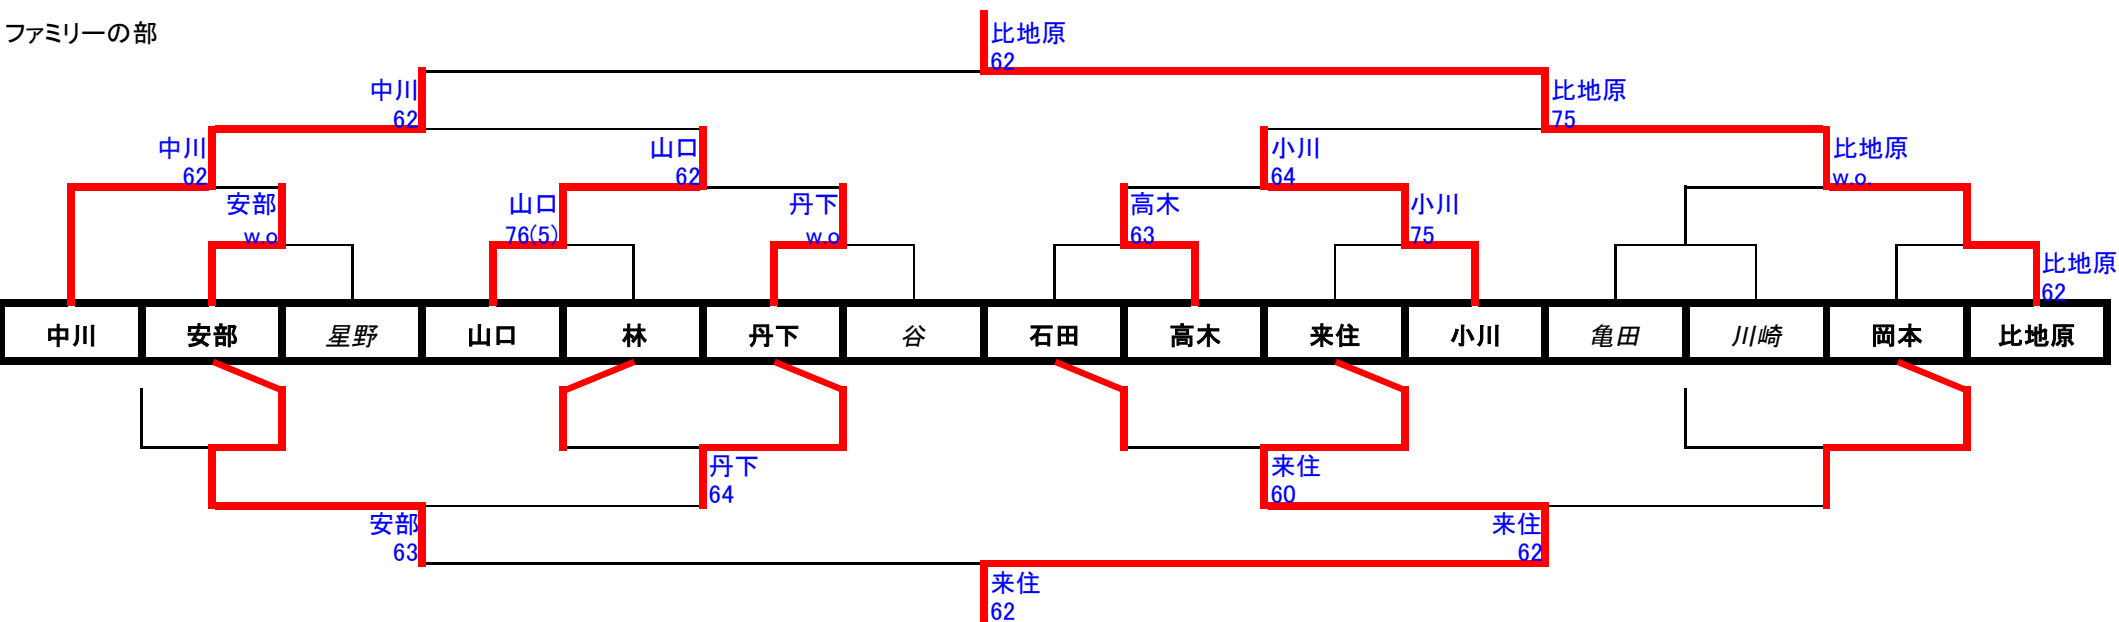 ファミリーの部
比地原
62
中川
62
比地原
75
中川
62
山口
62
小川
64
比地原
w.o.
安部
w.o
山口
76(5)
丹下
w.o
高木
63
小川
75
比地原
62
中川 安部 星野 山口 林 丹下 谷 石田 高木 来住 小川 亀田 川崎 岡本 比地原
丹下
64
来住
60
安部
63
来住
62
来住
62